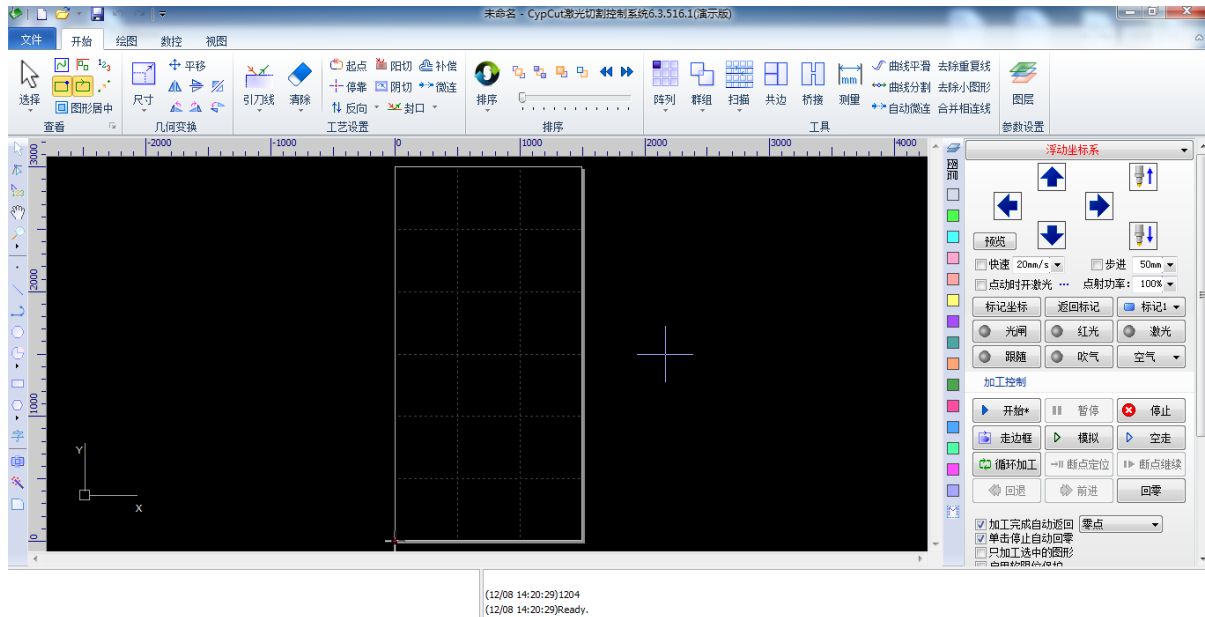 未命名 - CypCut激光切割控制系统6.3.516.1(演示版)
文件 开始 绘图 数控 视图
选择 图形居中
查看
尺寸 平移
几何变换
引刀线 清除 起点 阳切 补偿
停靠 阴切 微连
反向 封口
工艺设置
排序
排序
阵列 群组 扫描 共边 桥接 测量
mm
曲线平滑 去除重复线
曲线分割 去除小图形
自动微连 合并相连线
工具
图层
参数设置
-2000 -1000 0 1000 2000 3000 4000
3000
2000
1000
0
Y
X
浮动坐标系
预览
快速 20mm/s 步进 50mm
点动时开激光 点射功率: 100%
标记坐标 返回标记 标记1
光闸 红光 激光
跟随 吹气 空气
加工控制
开始* 暂停 停止
走边框 模拟 空走
循环加工 断点定位 断点继续
回退 前进 回零
加工完成自动返回 零点
单击停止自动回零
只加工选中的图形
启用软限位保护
(12/08 14:20:29)1204
(12/08 14:20:29)Ready.